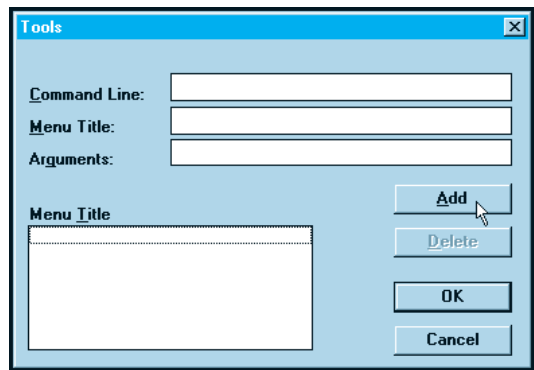 Tools
Command Line:
Menu Title:
Arguments:
Add
Menu Title
Delete
OK
Cancel